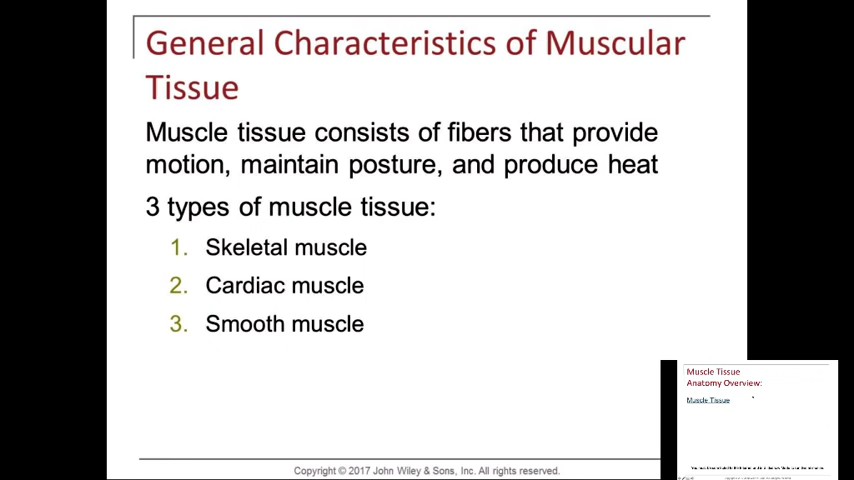 General Characteristics of Muscular
Tissue
Muscle tissue consists of fibers that provide
motion, maintain posture, and produce heat
3 types of muscle tissue:
1. Skeletal muscle
2. Cardiac muscle
3. Smooth muscle
Muscle Tissue
Anatomy Overview:
Muscle Tissue
Copyright © 2017 John Wiley & Sons, Inc. All rights reserved.